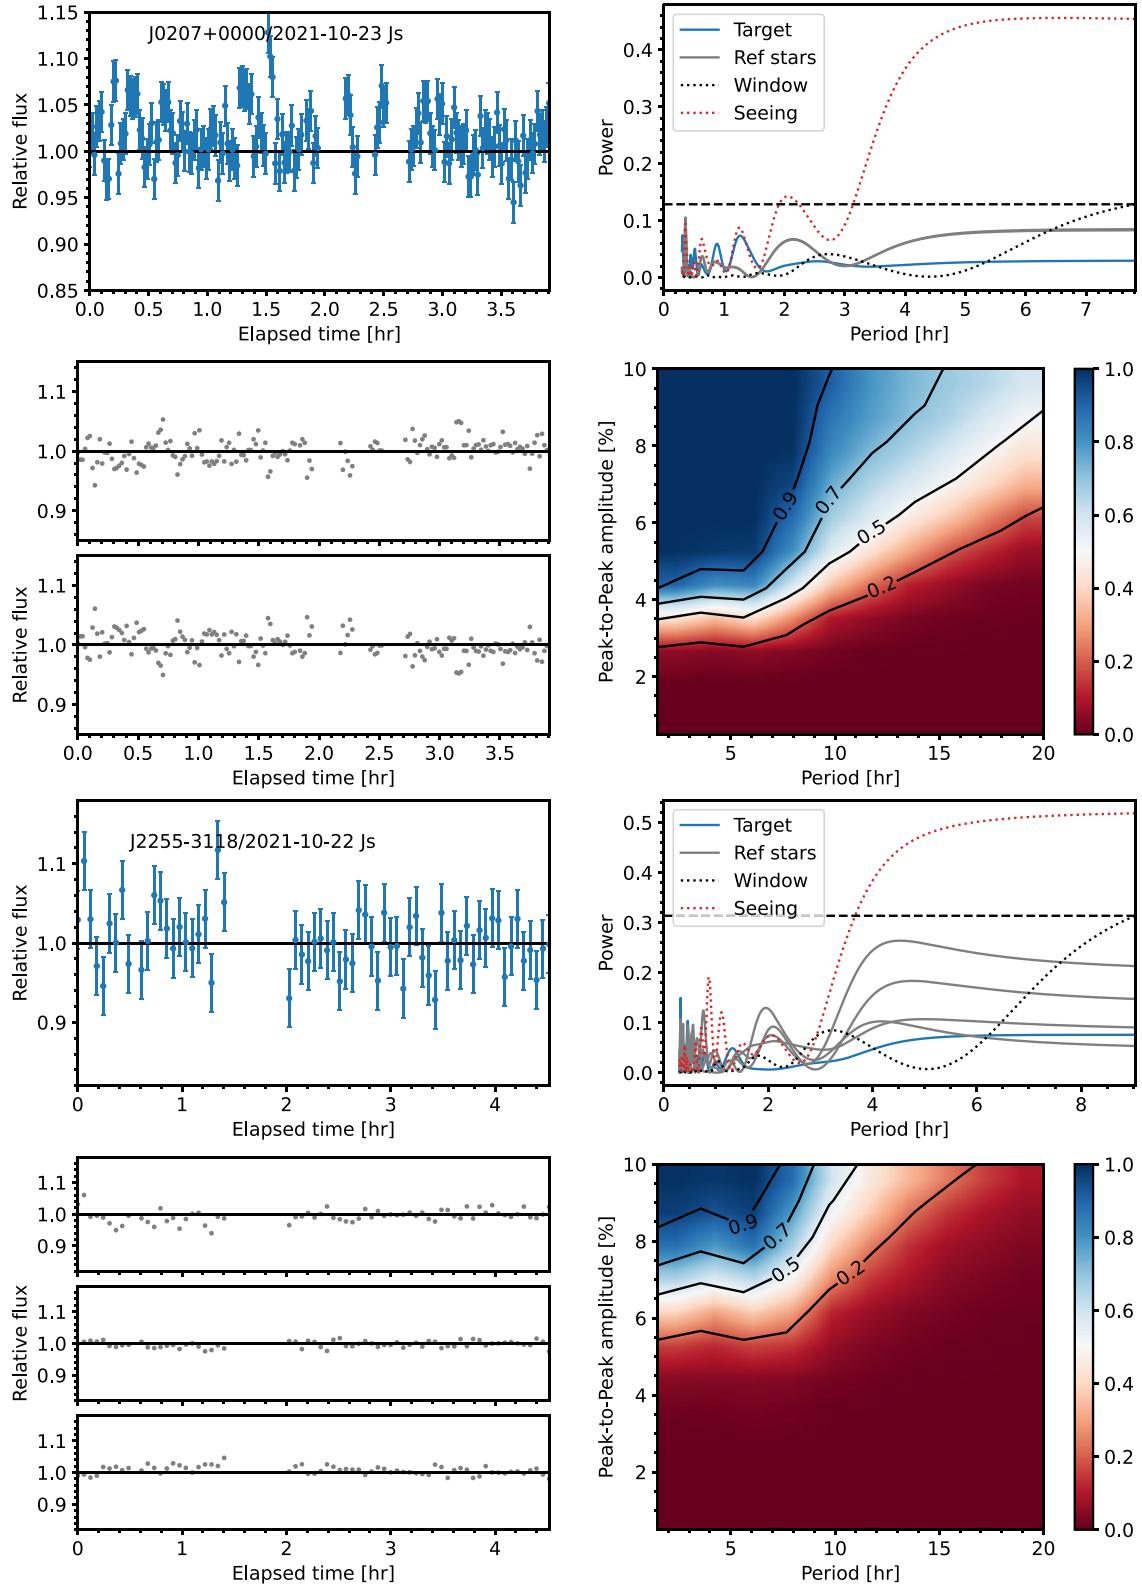 J0207+0000/2021-10-23 Js
Relative flux
1.15
1.10
1.05
1.00
0.95
0.90
0.85
0.0 0.5 1.0 1.5 2.0 2.5 3.0 3.5
Elapsed time [hr]
Target
Ref stars
Window
Seeing
Power
0.4
0.3
0.2
0.1
0.0
0 1 2 3 4 5 6 7
Period [hr]
1.1
1.0
0.9
Relative flux
1.1
1.0
0.9
Relative flux
0.0 0.5 1.0 1.5 2.0 2.5 3.0 3.5
Elapsed time [hr]
Peak-to-Peak amplitude [%]
10
8
6
4
2
0.9
0.7
0.5
0.2
5 10 15 20
Period [hr]
1.0
0.8
0.6
0.4
0.2
0.0
J2255-3118/2021-10-22 Js
Relative flux
1.1
1.0
0.9
0 1 2 3 4
Elapsed time [hr]
Target
Ref stars
Window
Seeing
Power
0.5
0.4
0.3
0.2
0.1
0.0
0 2 4 6 8
Period [hr]
1.1
1.0
0.9
1.1
1.0
0.9
Relative flux
1.1
1.0
0.9
0 1 2 3 4
Elapsed time [hr]
Peak-to-Peak amplitude [%]
10
8
6
4
2
0.9
0.7
0.5
0.2
5 10 15 20
Period [hr]
1.0
0.8
0.6
0.4
0.2
0.0